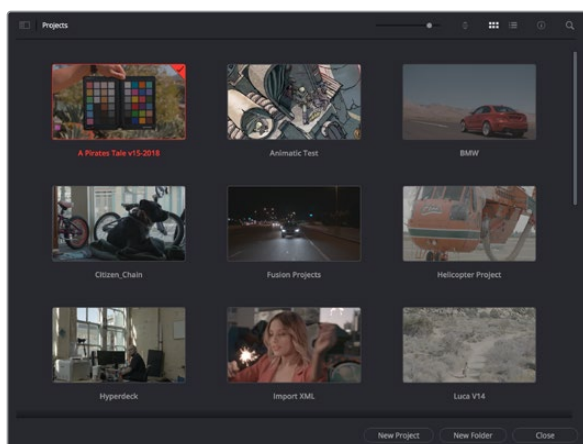 Projects
A Pirates Tale v15-2018
Animatic Test
BMW
Citizen_Chain
Fusion Projects
Helicopter Project
Hyperdeck
Import XML
Luca V14
New Project
New Folder
Close